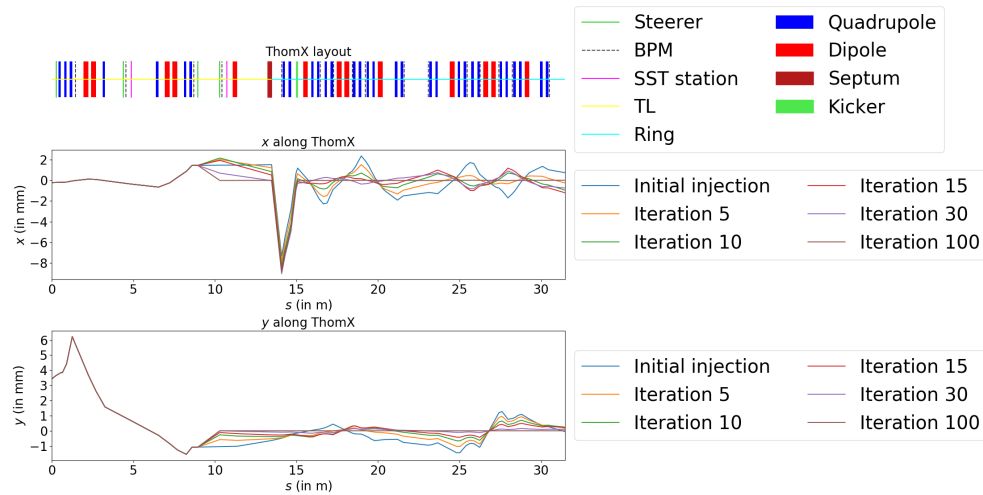 ThomX layout
Steerer
BPM
SST station
TL
Ring
Quadrupole
Dipole
Septum
Kicker
x along ThomX
2
0
−2
−4
−6
−8
x (in mm)
0 5 10 15 20 25 30
s (in m)
Initial injection
Iteration 5
Iteration 10
Iteration 15
Iteration 30
Iteration 100
y along ThomX
6
5
4
3
2
1
0
−1
y (in mm)
0 5 10 15 20 25 30
s (in m)
Initial injection
Iteration 5
Iteration 10
Iteration 15
Iteration 30
Iteration 100